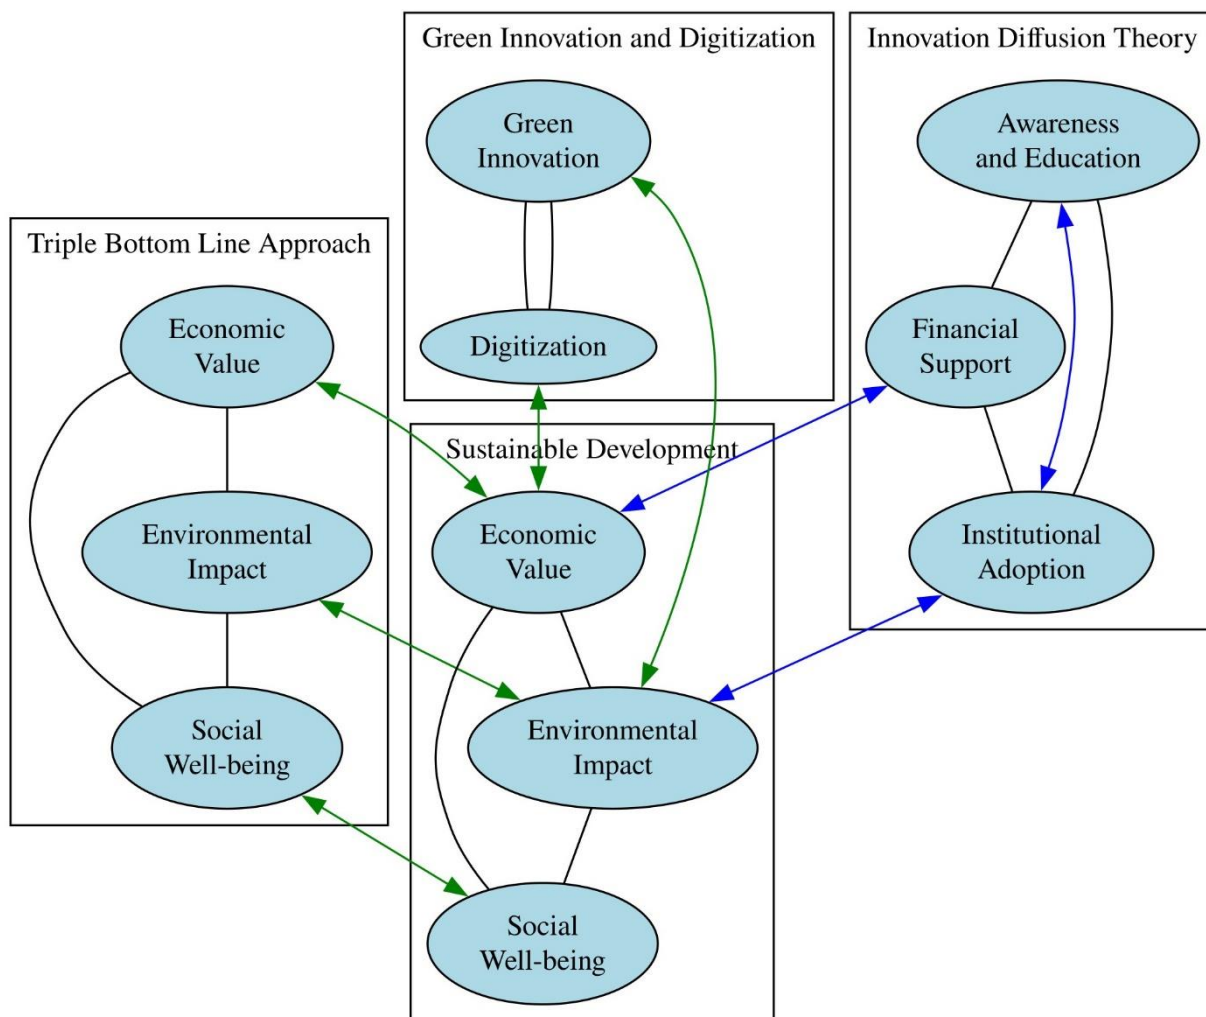 Green Innovation and Digitization
Green
Innovation
Digitization
Innovation Diffusion Theory
Awareness
and Education
Financial
Support
Institutional
Adoption
Triple Bottom Line Approach
Economic
Value
Environmental
Impact
Social
Well-being
Sustainable Development
Economic
Value
Environmental
Impact
Social
Well-being